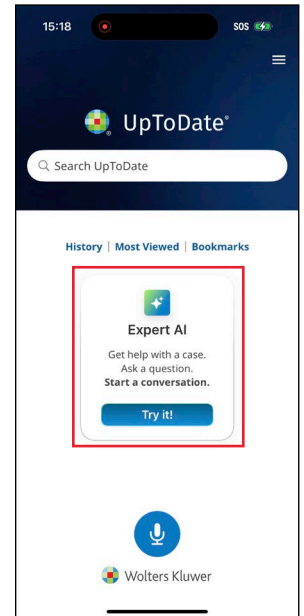 15:18 SOS
UpToDate®
Search UpToDate
History | Most Viewed | Bookmarks
Expert AI
Get help with a case.
Ask a question.
Start a conversation.
Try it!
Wolters Kluwer